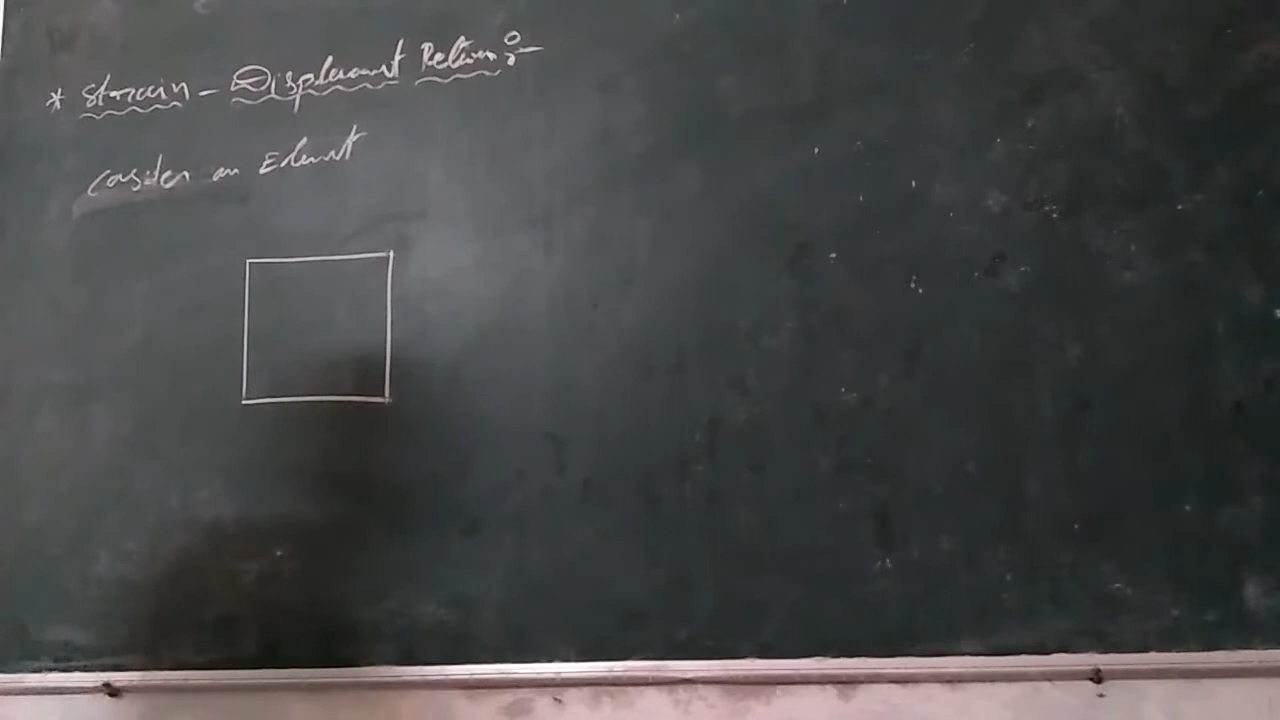 * Strain - Displacement Relation :-
Consider an Element